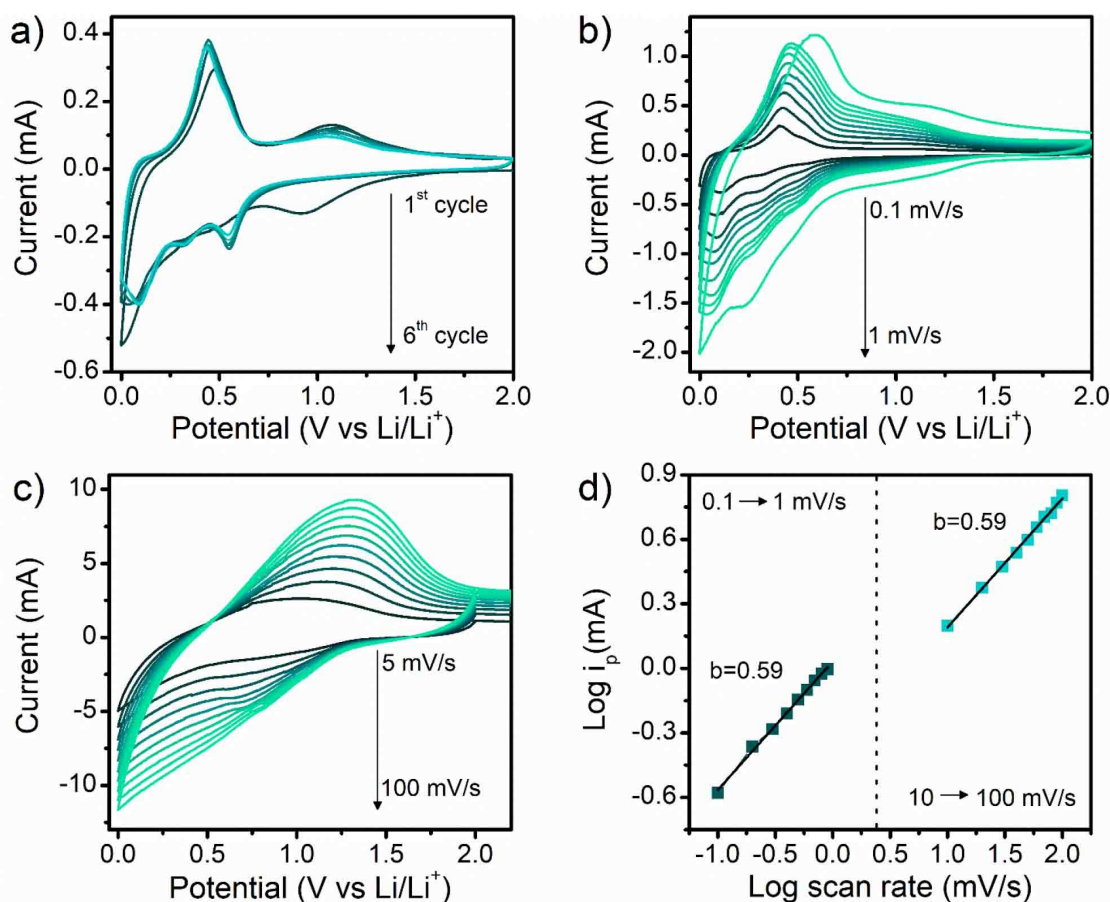 a)
0.4
0.2
0.0
-0.2
-0.4
-0.6
Current (mA)
1st cycle
6th cycle
0.0 0.5 1.0 1.5 2.0
Potential (V vs Li/Li+)
b)
1.0
0.5
0.0
-0.5
-1.0
-1.5
-2.0
Current (mA)
0.1 mV/s
1 mV/s
0.0 0.5 1.0 1.5 2.0
Potential (V vs Li/Li+)
c)
10
5
0
-5
-10
Current (mA)
5 mV/s
100 mV/s
0.0 0.5 1.0 1.5 2.0
Potential (V vs Li/Li+)
d)
0.9
0.6
0.3
0.0
-0.3
-0.6
Log ip(mA)
0.1 → 1 mV/s
b=0.59
b=0.59
10 → 100 mV/s
-1.0 -0.5 0.0 0.5 1.0 1.5 2.0
Log scan rate (mV/s)